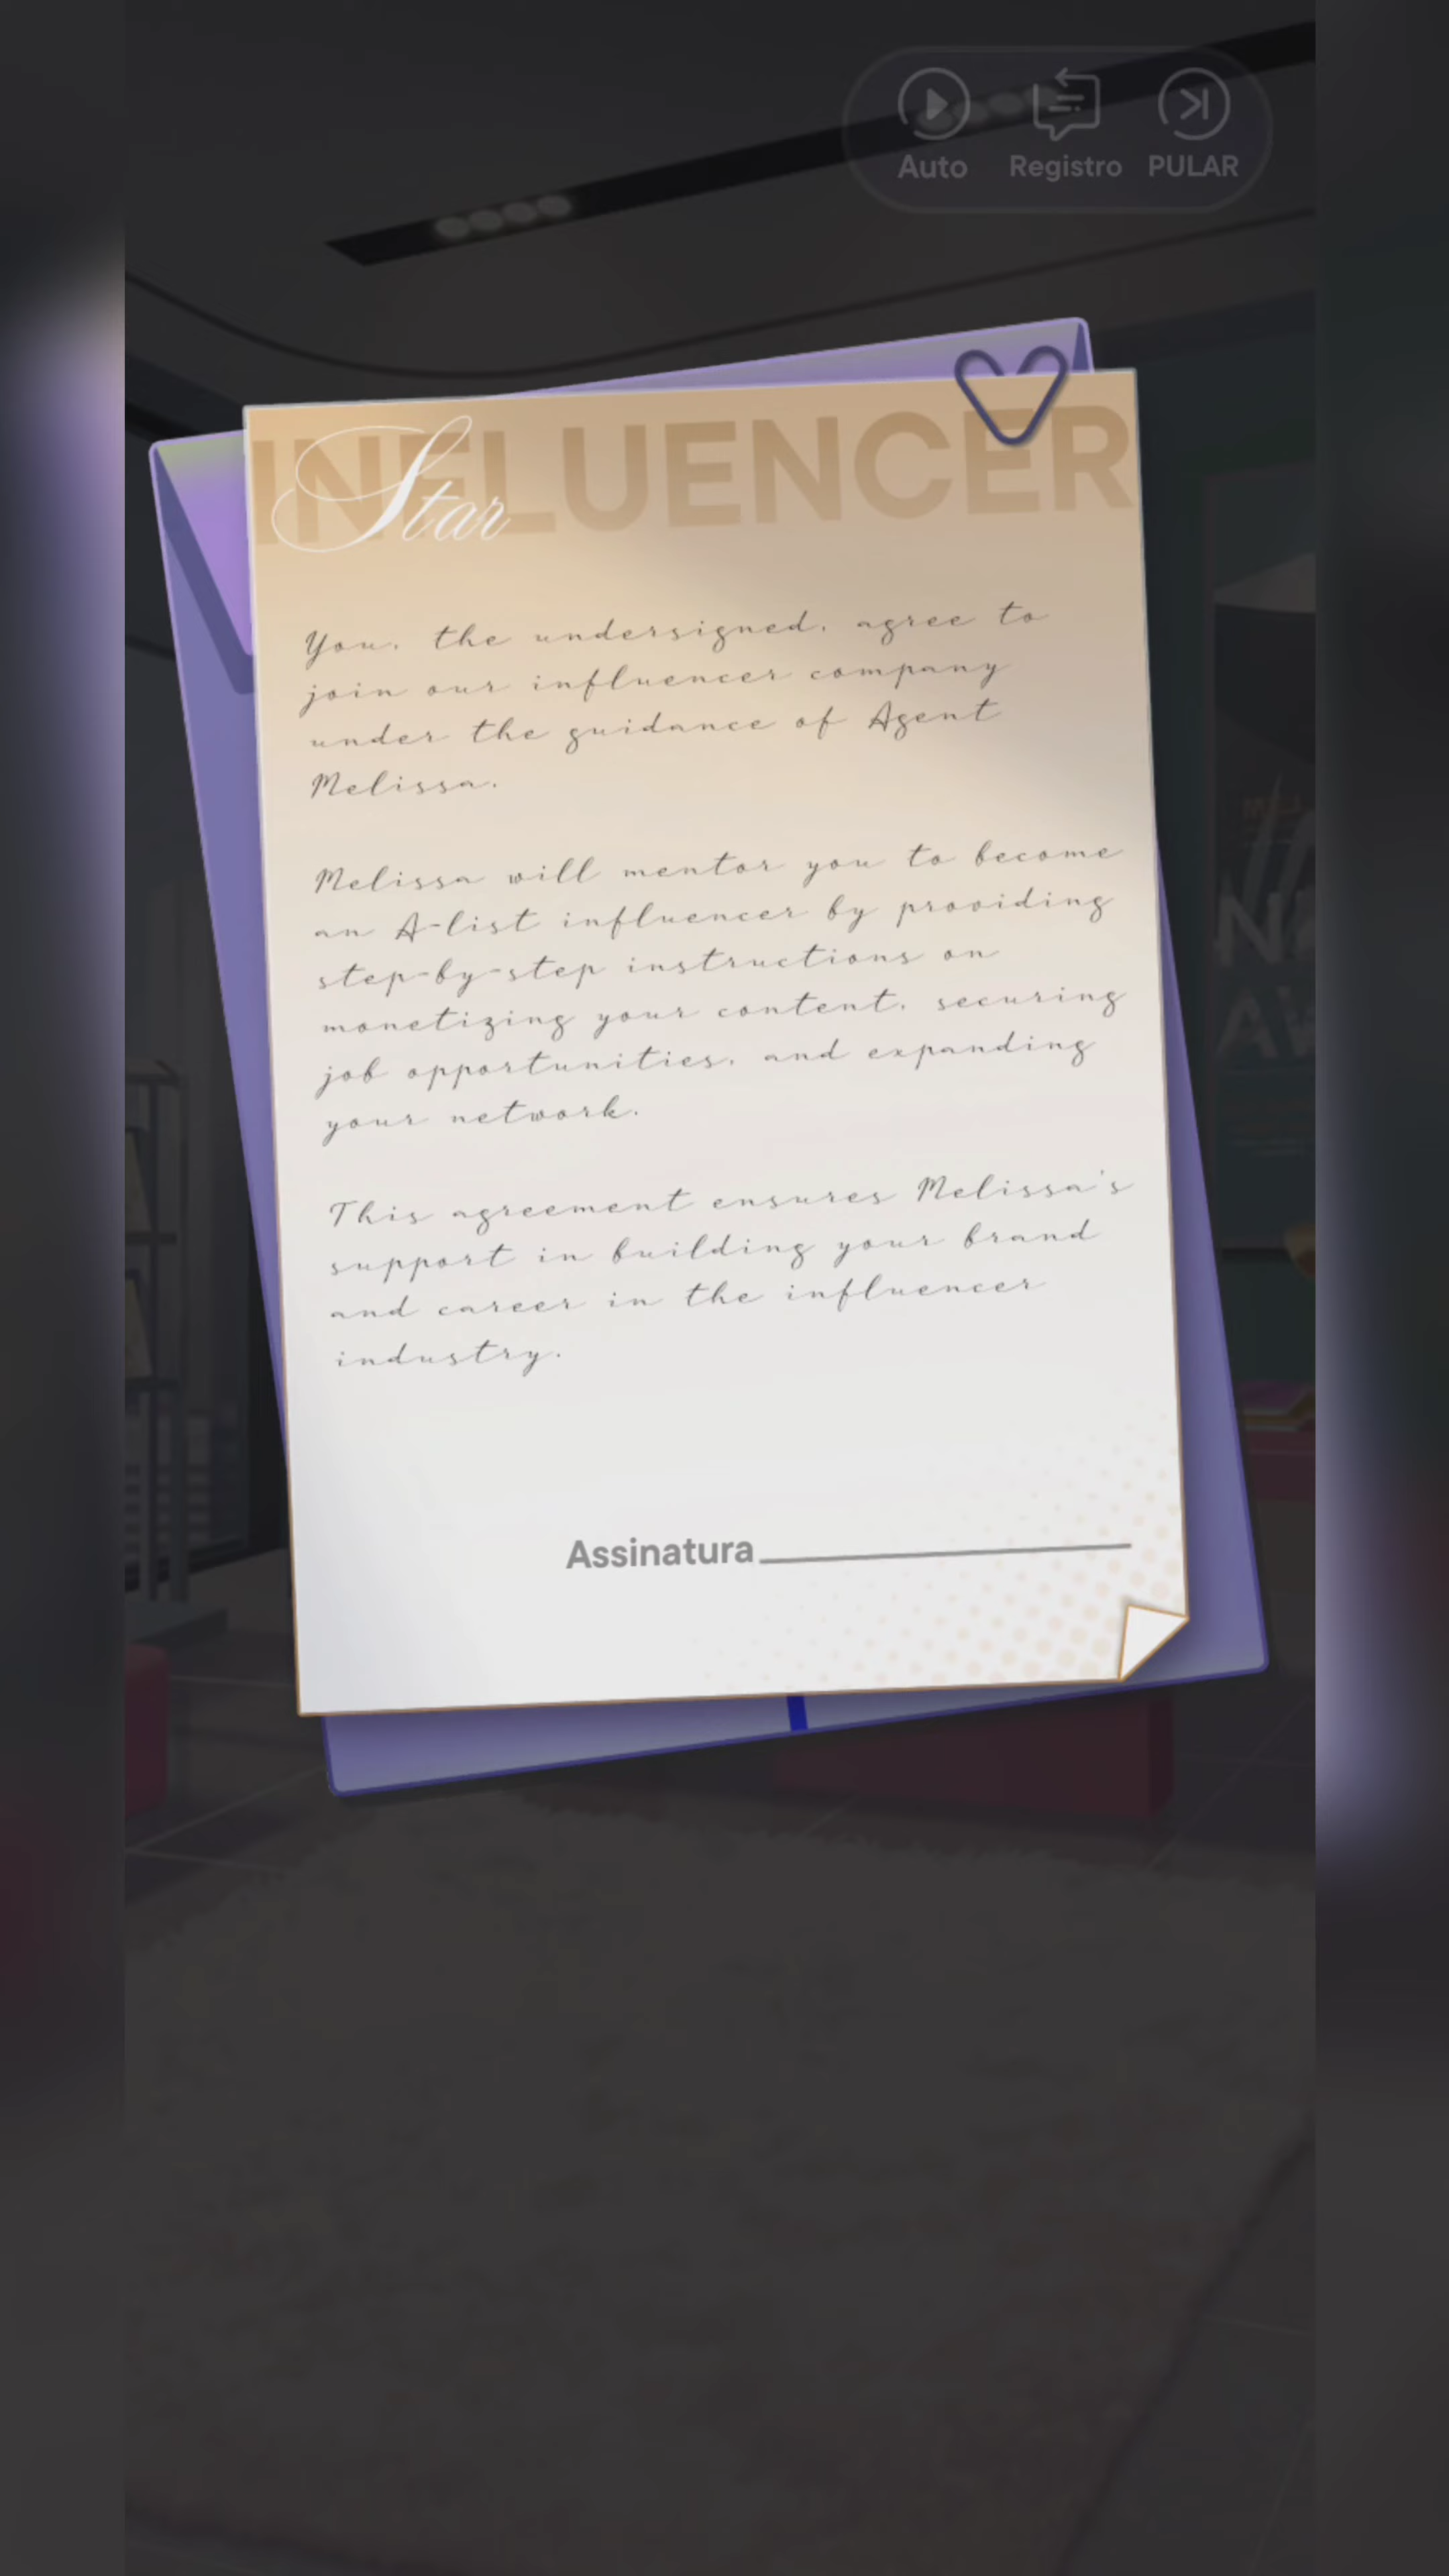 Auto Registro PULAR
INFLUENCER
Star
You, the undersigned, agree to
join our influencer company
under the guidance of Agent
Melissa.
Melissa will mentor you to become
an A-list influencer by providing
step-by-step instructions on
monetizing your content, securing
job opportunities, and expanding
your network.
This agreement ensures Melissa's
support in building your brand
and career in the influencer
industry.
Assinatura